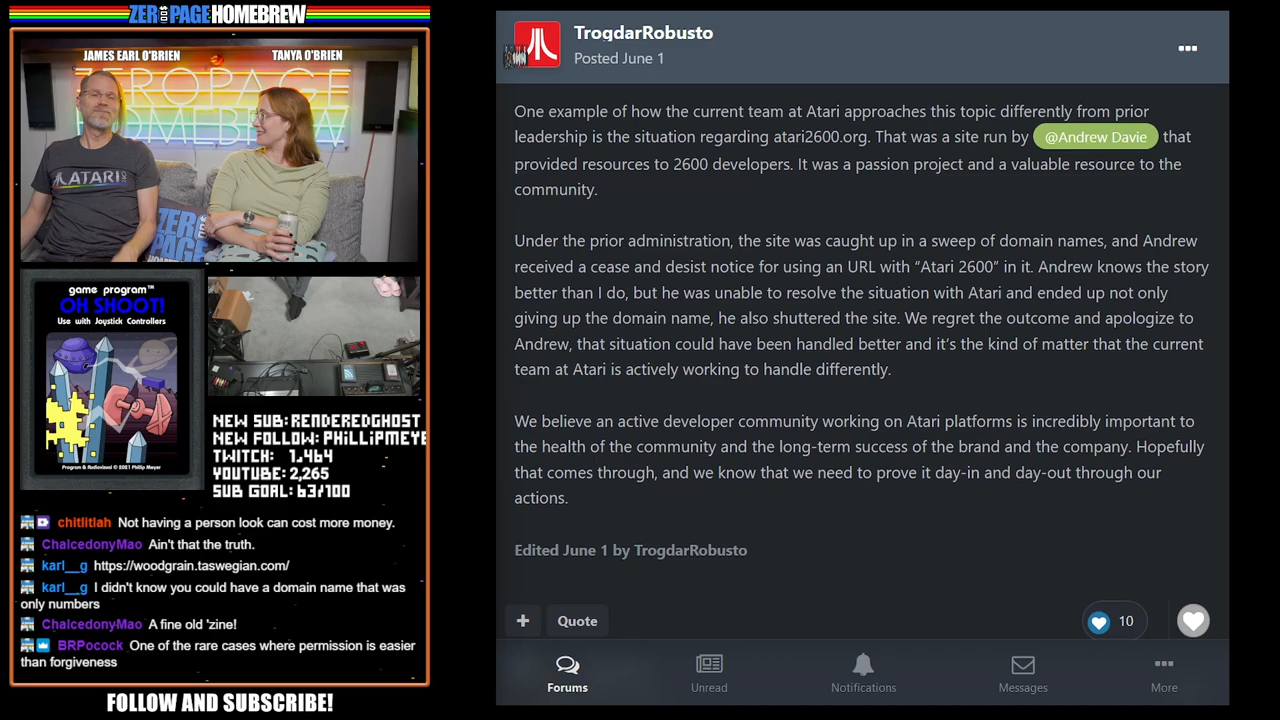 ZEROPAGE HOMEBREW
JAMES EARL O'BRIEN
TANYA O'BRIEN
ZEROPAGE
HOMEBREW
ATARI
ZERO
PAGE
game program™
OH SHOOT!
Use with Joystick Controllers
Program & Audiovisual © 2021 Phillip Meyer
NEW SUB:RENDEREDGHOST
NEW FOLLOW:PHILLIPMEYE
TWITCH: 1,464
YOUTUBE: 2,265
SUB GOAL: 63/100
chitlitlah Not having a person look can cost more money.
ChalcedonyMao Ain't that the truth.
karl__g https://woodgrain.taswegian.com/
karl__g I didn't know you could have a domain name that was
only numbers
ChalcedonyMao A fine old 'zine!
BRPocock One of the rare cases where permission is easier
than forgiveness
FOLLOW AND SUBSCRIBE!
TrogdarRobusto
Posted June 1
One example of how the current team at Atari approaches this topic differently from prior
leadership is the situation regarding atari2600.org. That was a site run by @Andrew Davie that
provided resources to 2600 developers. It was a passion project and a valuable resource to the
community.
Under the prior administration, the site was caught up in a sweep of domain names, and Andrew
received a cease and desist notice for using an URL with “Atari 2600” in it. Andrew knows the story
better than I do, but he was unable to resolve the situation with Atari and ended up not only
giving up the domain name, he also shuttered the site. We regret the outcome and apologize to
Andrew, that situation could have been handled better and it’s the kind of matter that the current
team at Atari is actively working to handle differently.
We believe an active developer community working on Atari platforms is incredibly important to
the health of the community and the long-term success of the brand and the company. Hopefully
that comes through, and we know that we need to prove it day-in and day-out through our
actions.
Edited June 1 by TrogdarRobusto
+ Quote
10
Forums
Unread
Notifications
Messages
More